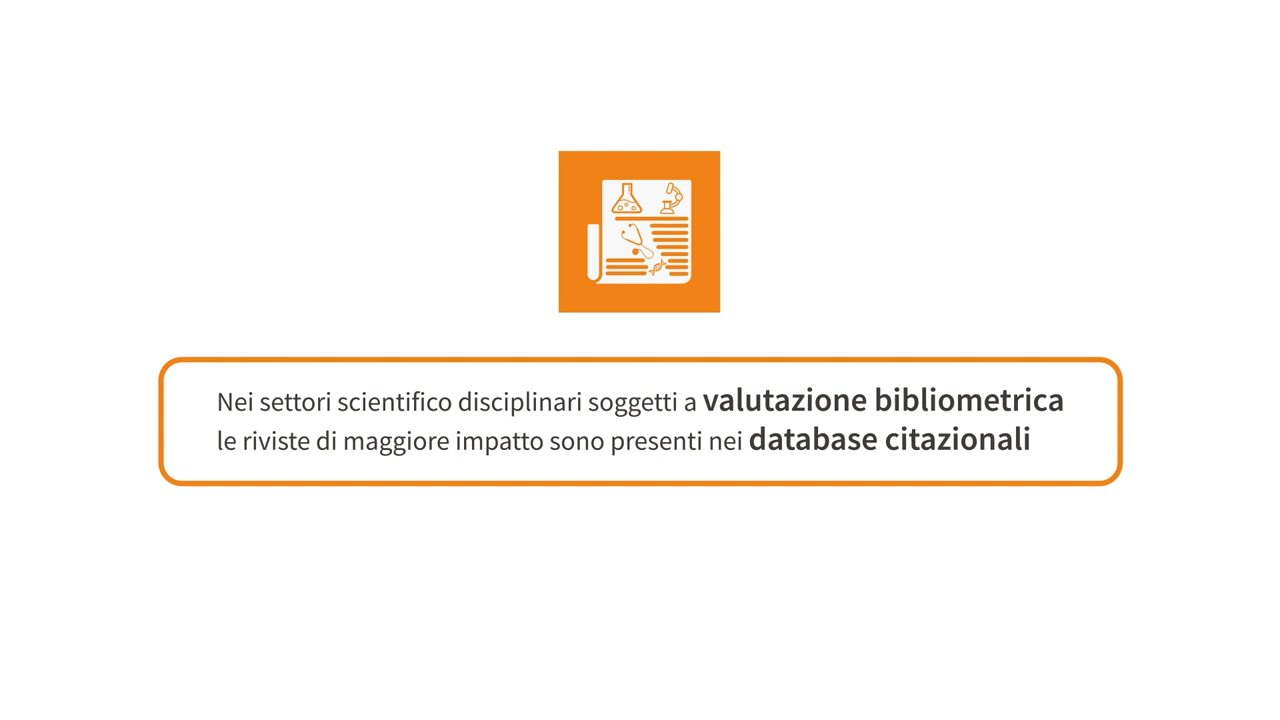 Nei settori scientifico disciplinari soggetti a valutazione bibliometrica
le riviste di maggiore impatto sono presenti nei database citazionali